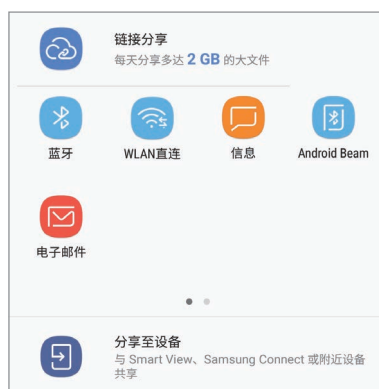 链接分享
每天分享多达 2 GB 的大文件
蓝牙 WLAN直连 信息 Android Beam
电子邮件
分享至设备
与 Smart View、Samsung Connect 或附近设备
共享